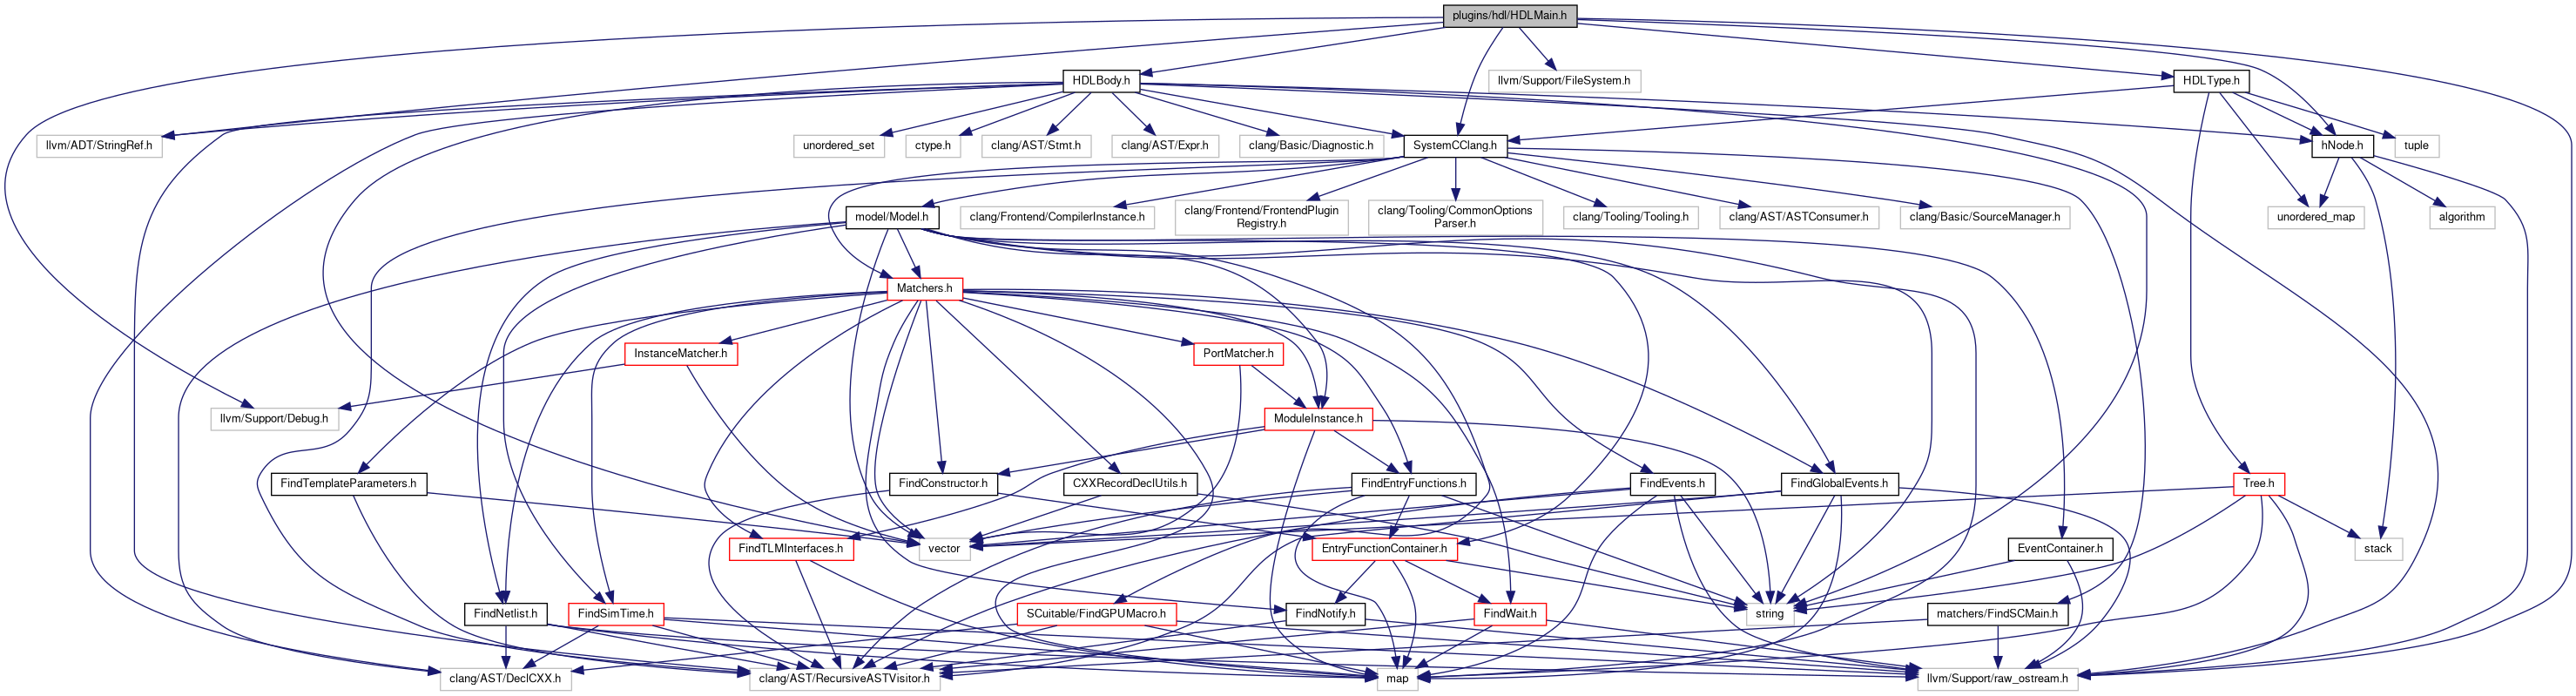 plugins/hdl/HDLMain.h
HDLBody.h
llvm/Support/FileSystem.h
HDLType.h
llvm/ADT/StringRef.h
unordered_set
ctype.h
clang/AST/Stmt.h
clang/AST/Expr.h
clang/Basic/Diagnostic.h
SystemCClang.h
hNode.h
tuple
model/Model.h
clang/Frontend/CompilerInstance.h
clang/Frontend/FrontendPlugin
Registry.h
clang/Tooling/CommonOptions
Parser.h
clang/Tooling/Tooling.h
clang/AST/ASTConsumer.h
clang/Basic/SourceManager.h
unordered_map
algorithm
Matchers.h
InstanceMatcher.h
PortMatcher.h
llvm/Support/Debug.h
ModuleInstance.h
FindTemplateParameters.h
FindConstructor.h
CXXRecordDeclUtils.h
FindEntryFunctions.h
FindEvents.h
FindGlobalEvents.h
Tree.h
FindTLMInterfaces.h
vector
EntryFunctionContainer.h
EventContainer.h
stack
FindNetlist.h
FindSimTime.h
SCuitable/FindGPUMacro.h
FindNotify.h
FindWait.h
string
matchers/FindSCMain.h
clang/AST/DeclCXX.h
clang/AST/RecursiveASTVisitor.h
map
llvm/Support/raw_ostream.h